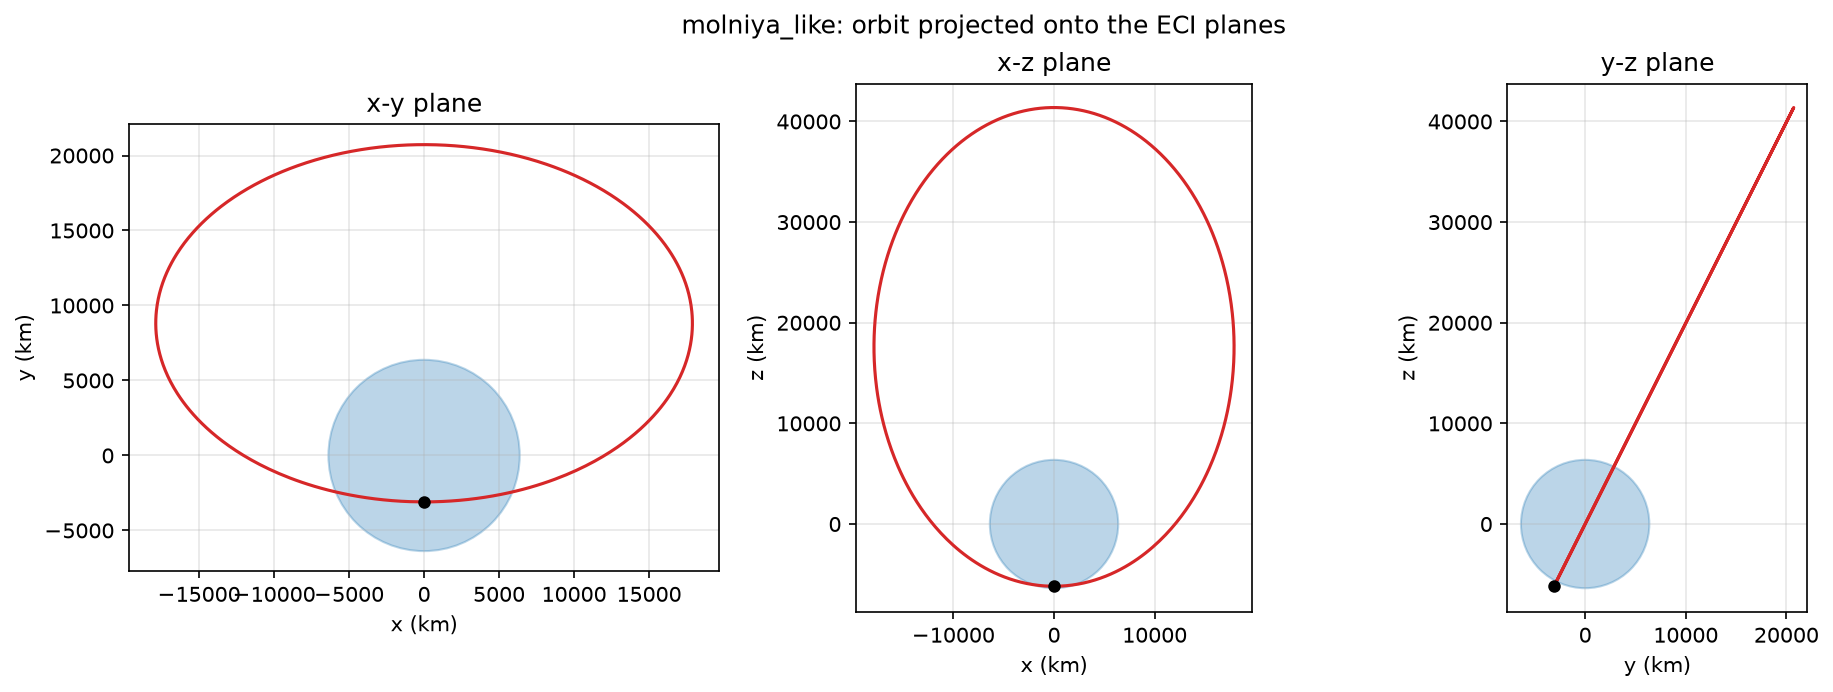 molniya_like: orbit projected onto the ECI planes
x-y plane
20000
15000
10000
5000
0
−5000
y (km)
−15000 −10000 −5000 0 5000 10000 15000
x (km)
x-z plane
40000
30000
20000
10000
0
z (km)
−10000 0 10000
x (km)
y-z plane
40000
30000
20000
10000
0
z (km)
0 10000 20000
y (km)